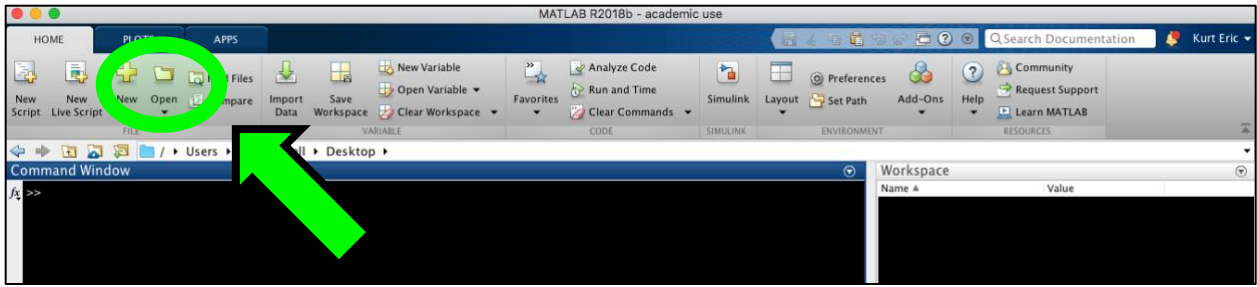 MATLAB R2018b - academic use
HOME
APPS
Search Documentation
Kurt Eric
New Script
New Live Script
New
Open
Files
Import Data
Save Workspace
New Variable
Open Variable
Clear Workspace
Favorites
Analyze Code
Run and Time
Clear Commands
Simulink
Layout
Preferences
Set Path
Add-Ons
Help
Community
Request Support
Learn MATLAB
FILE
VARIABLE
CODE
SIMULINK
ENVIRONMENT
RESOURCES
/ Users
Desktop
Command Window
Workspace
fx >>
Name
Value